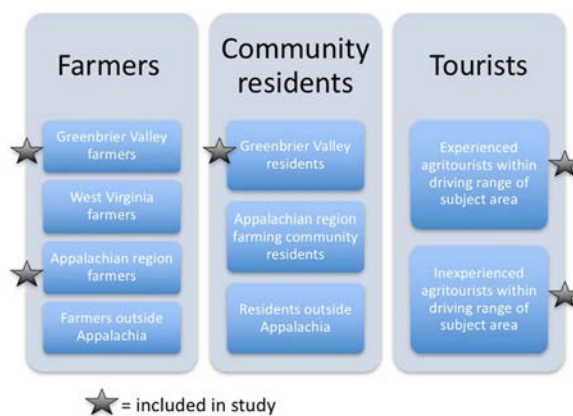 Farmers
Greenbrier Valley
farmers
West Virginia
farmers
Appalachian region
farmers
Farmers outside
Appalachia
Community
residents
Greenbrier Valley
residents
Appalachian region
farming community
residents
Residents outside
Appalachia
Tourists
Experienced
agritourists within
driving range of
subject area
Inexperienced
agritourists within
driving range of
subject area
= included in study